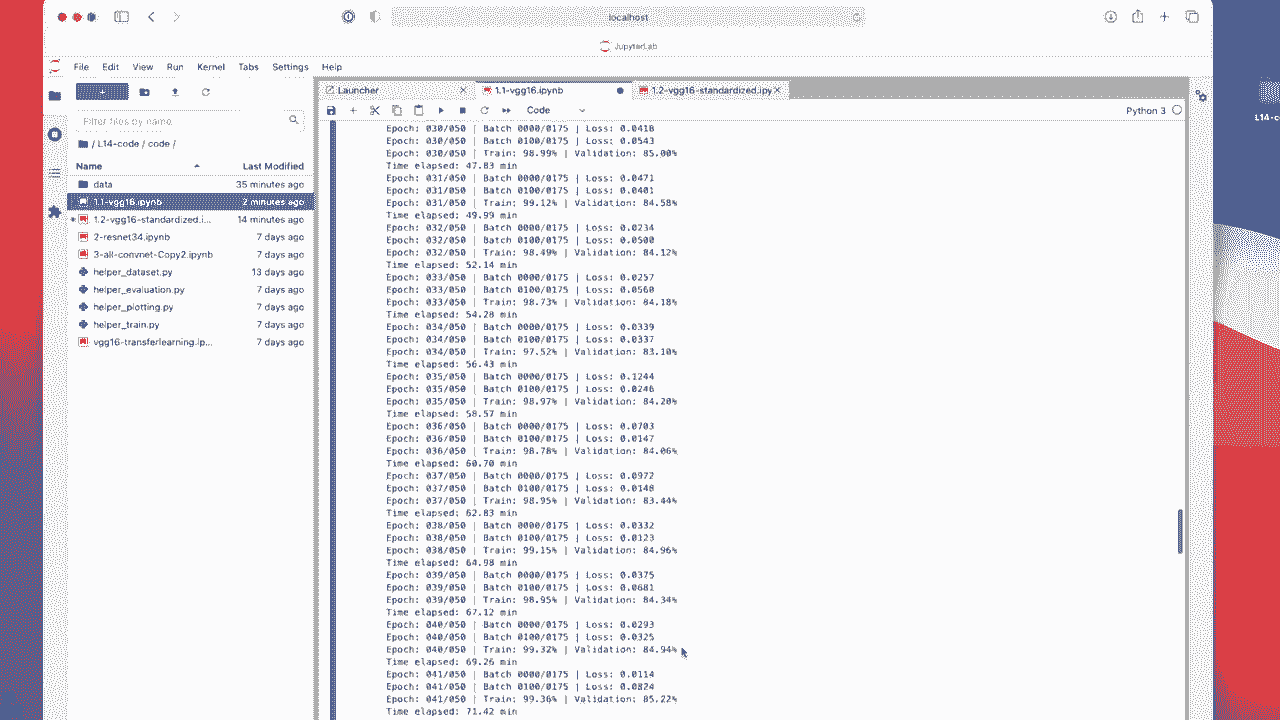 localhost
JupyterLab
File Edit View Run Kernel Tabs Settings Help
Launcher
1.1-vgg16.ipynb
1.2-vgg16-standardized.ipy
Code
Python 3
Filter files by name
/ L14-code / code /
Name Last Modified
data 35 minutes ago
1.1-vgg16.ipynb 2 minutes ago
1.2-vgg16-standardized.i... 14 minutes ago
2-resnet34.ipynb 7 days ago
3-all-convnet-Copy2.ipynb 7 days ago
helper_dataset.py 13 days ago
helper_evaluation.py 7 days ago
helper_plotting.py 7 days ago
helper_train.py 7 days ago
vgg16-transferlearning.ip... 7 days ago
Epoch: 030/050 | Batch 0000/0175 | Loss: 0.0418
Epoch: 030/050 | Batch 0100/0175 | Loss: 0.0543
Epoch: 030/050 | Train: 98.99% | Validation: 85.00%
Time elapsed: 47.83 min
Epoch: 031/050 | Batch 0000/0175 | Loss: 0.0471
Epoch: 031/050 | Batch 0100/0175 | Loss: 0.0401
Epoch: 031/050 | Train: 99.12% | Validation: 84.58%
Time elapsed: 49.99 min
Epoch: 032/050 | Batch 0000/0175 | Loss: 0.0234
Epoch: 032/050 | Batch 0100/0175 | Loss: 0.0500
Epoch: 032/050 | Train: 98.49% | Validation: 84.12%
Time elapsed: 52.14 min
Epoch: 033/050 | Batch 0000/0175 | Loss: 0.0257
Epoch: 033/050 | Batch 0100/0175 | Loss: 0.0560
Epoch: 033/050 | Train: 98.73% | Validation: 84.18%
Time elapsed: 54.28 min
Epoch: 034/050 | Batch 0000/0175 | Loss: 0.0339
Epoch: 034/050 | Batch 0100/0175 | Loss: 0.0337
Epoch: 034/050 | Train: 97.52% | Validation: 83.10%
Time elapsed: 56.43 min
Epoch: 035/050 | Batch 0000/0175 | Loss: 0.1244
Epoch: 035/050 | Batch 0100/0175 | Loss: 0.0246
Epoch: 035/050 | Train: 98.97% | Validation: 84.20%
Time elapsed: 58.57 min
Epoch: 036/050 | Batch 0000/0175 | Loss: 0.0703
Epoch: 036/050 | Batch 0100/0175 | Loss: 0.0147
Epoch: 036/050 | Train: 98.78% | Validation: 84.06%
Time elapsed: 60.70 min
Epoch: 037/050 | Batch 0000/0175 | Loss: 0.0972
Epoch: 037/050 | Batch 0100/0175 | Loss: 0.0148
Epoch: 037/050 | Train: 98.95% | Validation: 83.44%
Time elapsed: 62.83 min
Epoch: 038/050 | Batch 0000/0175 | Loss: 0.0332
Epoch: 038/050 | Batch 0100/0175 | Loss: 0.0123
Epoch: 038/050 | Train: 99.15% | Validation: 84.96%
Time elapsed: 64.98 min
Epoch: 039/050 | Batch 0000/0175 | Loss: 0.0375
Epoch: 039/050 | Batch 0100/0175 | Loss: 0.0681
Epoch: 039/050 | Train: 98.95% | Validation: 84.34%
Time elapsed: 67.12 min
Epoch: 040/050 | Batch 0000/0175 | Loss: 0.0293
Epoch: 040/050 | Batch 0100/0175 | Loss: 0.0325
Epoch: 040/050 | Train: 99.32% | Validation: 84.94%
Time elapsed: 69.26 min
Epoch: 041/050 | Batch 0000/0175 | Loss: 0.0114
Epoch: 041/050 | Batch 0100/0175 | Loss: 0.0324
Epoch: 041/050 | Train: 99.36% | Validation: 85.22%
Time elapsed: 71.42 min